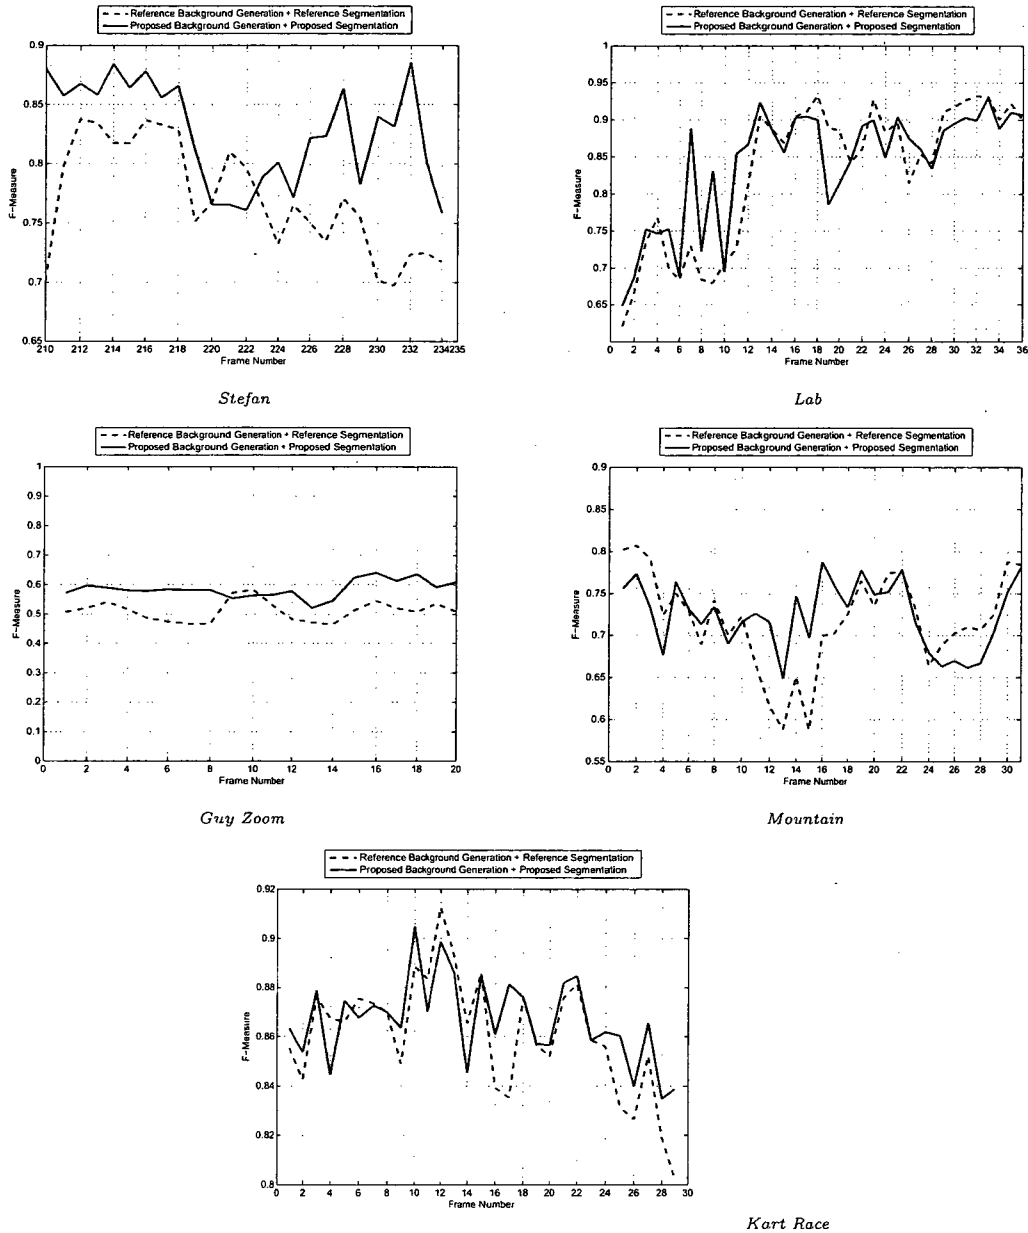 Reference Background Generation + Reference Segmentation
Proposed Background Generation + Proposed Segmentation
0.9
0.85
0.8
0.75
0.7
0.65
F-Measure
210 212 214 216 218 220 222 224 226 228 230 232 234235
Frame Number
Stefan
Reference Background Generation + Reference Segmentation
Proposed Background Generation + Proposed Segmentation
1
0.95
0.9
0.85
0.75
0.7
0.65
F-Measure
0 2 4 6 8 10 12 14 16 18 20 22 24 26 28 29 30 32 34 36
Frame Number
Lab
Reference Background Generation + Reference Segmentation
Proposed Background Generation + Proposed Segmentation
1
0.9
0.8
0.7
0.6
0.5
0.4
0.3
0.2
0.1
0
F-Measure
0 2 4 6 8 10 12 14 16 18 20
Frame Number
Guy Zoom
Reference Background Generation + Reference Segmentation
Proposed Background Generation + Proposed Segmentation
0.9
0.85
0.8
0.75
0.7
0.65
0.6
0.55
F-Measure
0 2 4 6 8 10 12 14 16 18 20 22 24 26 28 30
Frame Number
Mountain
Reference Background Generation + Reference Segmentation
Proposed Background Generation + Proposed Segmentation
0.92
0.9
0.88
0.86
0.84
0.82
0.8
F-Measure
0 2 4 6 8 10 12 14 16 18 20 22 24 26 28 30
Frame Number
Kart Race